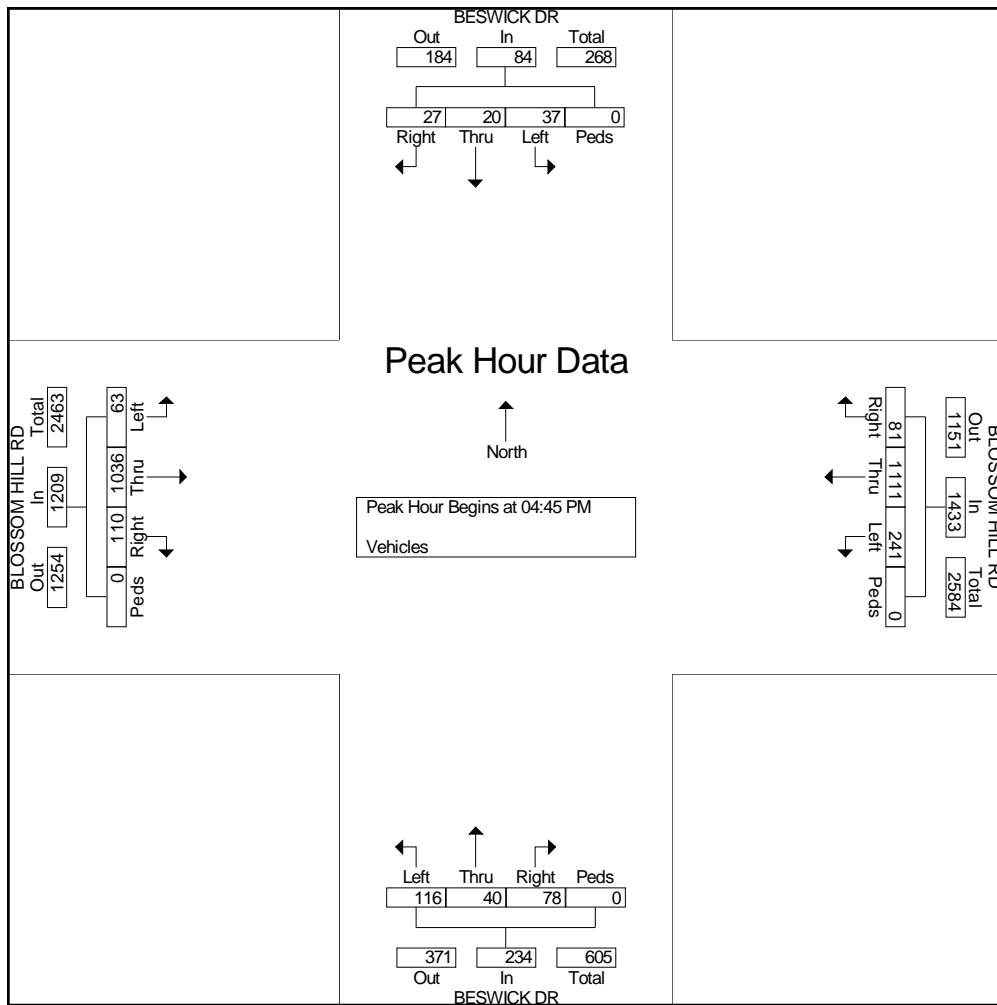 BESWICK DR
Out In Total
184 84 268
27 20 37 0
Right Thru Left Peds
Peak Hour Data
North
Peak Hour Begins at 04:45 PM
Vehicles
BLOSSOM HILL RD
Out In Total
1254 1209 2463
63 1036 110 0
Left Thru Right Peds
BLOSSOM HILL RD
Out In Total
1151 1433 2584
81 1111 241 0
Right Thru Left Peds
Left Thru Right Peds
116 40 78 0
371 234 605
Out In Total
BESWICK DR